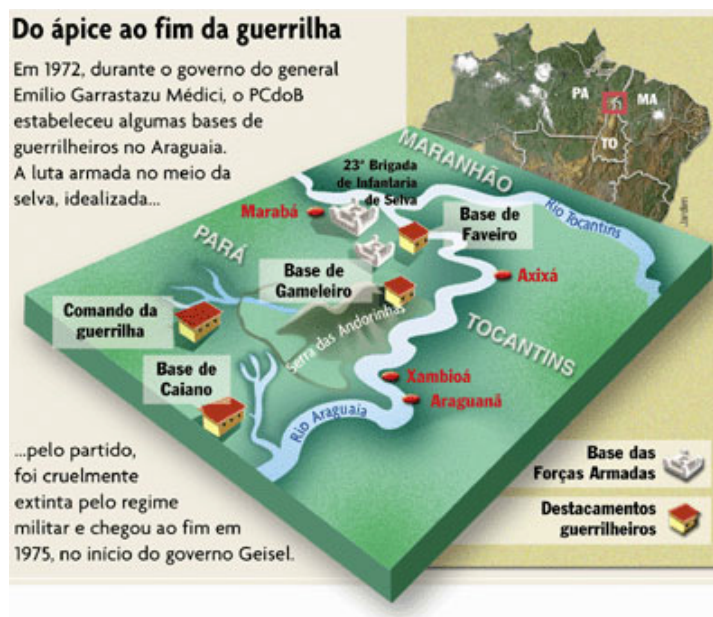 Do ápice ao fim da guerrilha
Em 1972, durante o governo do general
Emílio Garrastazu Médici, o PCdoB
estabeleceu algumas bases de
guerrilheiros no Araguaia.
A luta armada no meio da
selva, idealizada...
PA
MA
TO
MARANHÃO
23ª Brigada
de Infantaria
de Selva
Rio Tocantins
Marabá
Base de
Faveiro
PARÁ
Base de
Gameleiro
Axixá
Comando da
guerrilha
Serra das Andorinhas
TOCANTINS
Base de
Caiano
Xambioá
Araguanã
Rio Araguaia
...pelo partido,
foi cruelmente
extinta pelo regime
militar e chegou ao fim em
1975, no início do governo Geisel.
Base das
Forças Armadas
Destacamentos
guerrilheiros